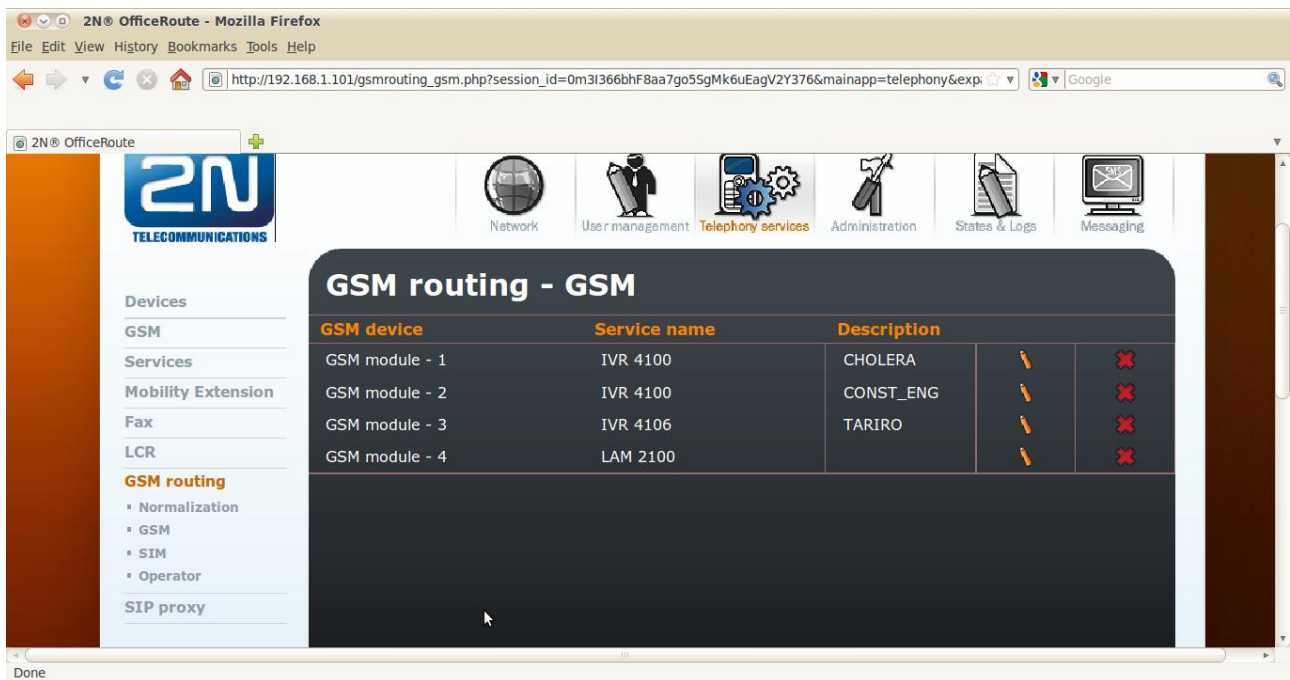 2N® OfficeRoute - Mozilla Firefox
File Edit View History Bookmarks Tools Help
http://192.168.1.101/gsmrouting_gsm.php?session_id=0m3I366bhF8aa7go5SgMk6uEagV2Y376&mainapp=telephony&exp
Google
2N® OfficeRoute
2N
TELECOMMUNICATIONS
Network User management Telephony services Administration States & Logs Messaging
SMS
GSM routing - GSM
Devices
GSM
Services
Mobility Extension
Fax
LCR
GSM routing
Normalization
GSM
SIM
Operator
SIP proxy
GSM device Service name Description
GSM module - 1 IVR 4100 CHOLERA
GSM module - 2 IVR 4100 CONST_ENG
GSM module - 3 IVR 4106 TARIRO
GSM module - 4 LAM 2100
Done